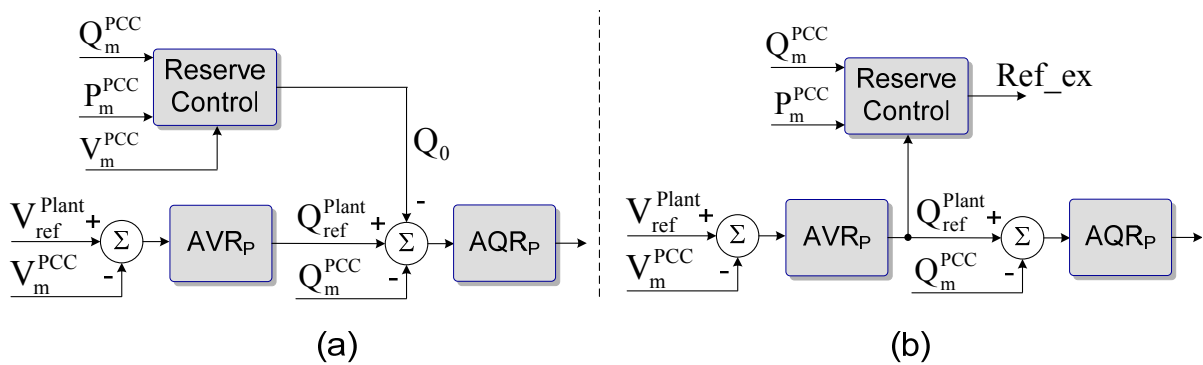 Q_m^PCC
P_m^PCC
V_m^PCC
Reserve
Control
Q_0
-
V_ref^Plant
+
V_m^PCC
-
Σ
AVR_P
Q_ref^Plant
+
Q_m^PCC
-
Σ
AQR_P
(a)
Q_m^PCC
P_m^PCC
Reserve
Control
Ref_ex
V_ref^Plant
+
V_m^PCC
-
Σ
AVR_P
Q_ref^Plant
+
Q_m^PCC
-
Σ
AQR_P
(b)